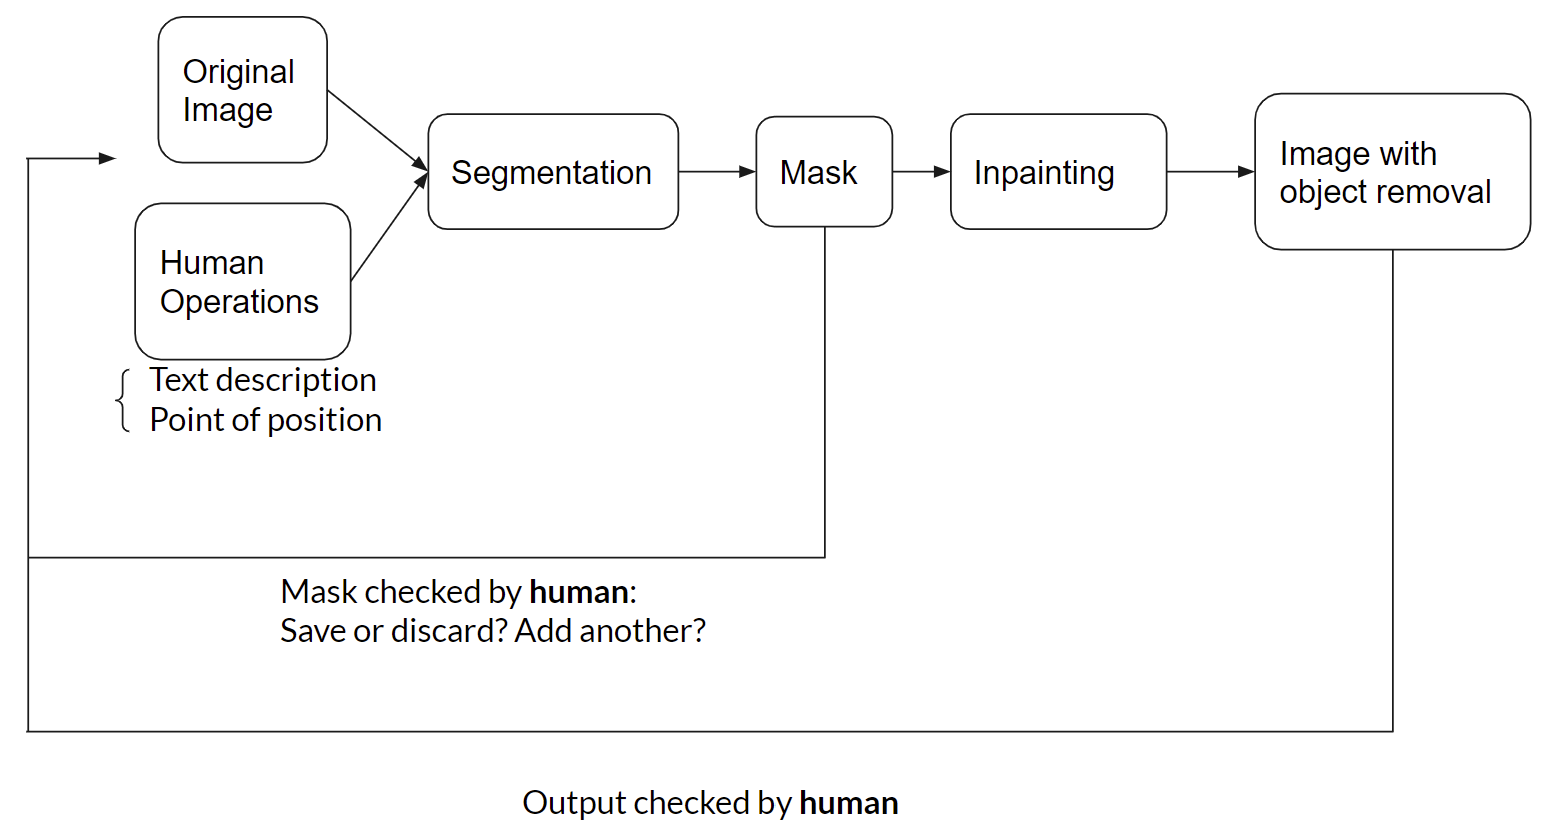 Original
Image
Human
Operations
Text description
Point of position
Segmentation
Mask
Inpainting
Image with
object removal
Mask checked by human:
Save or discard? Add another?
Output checked by human